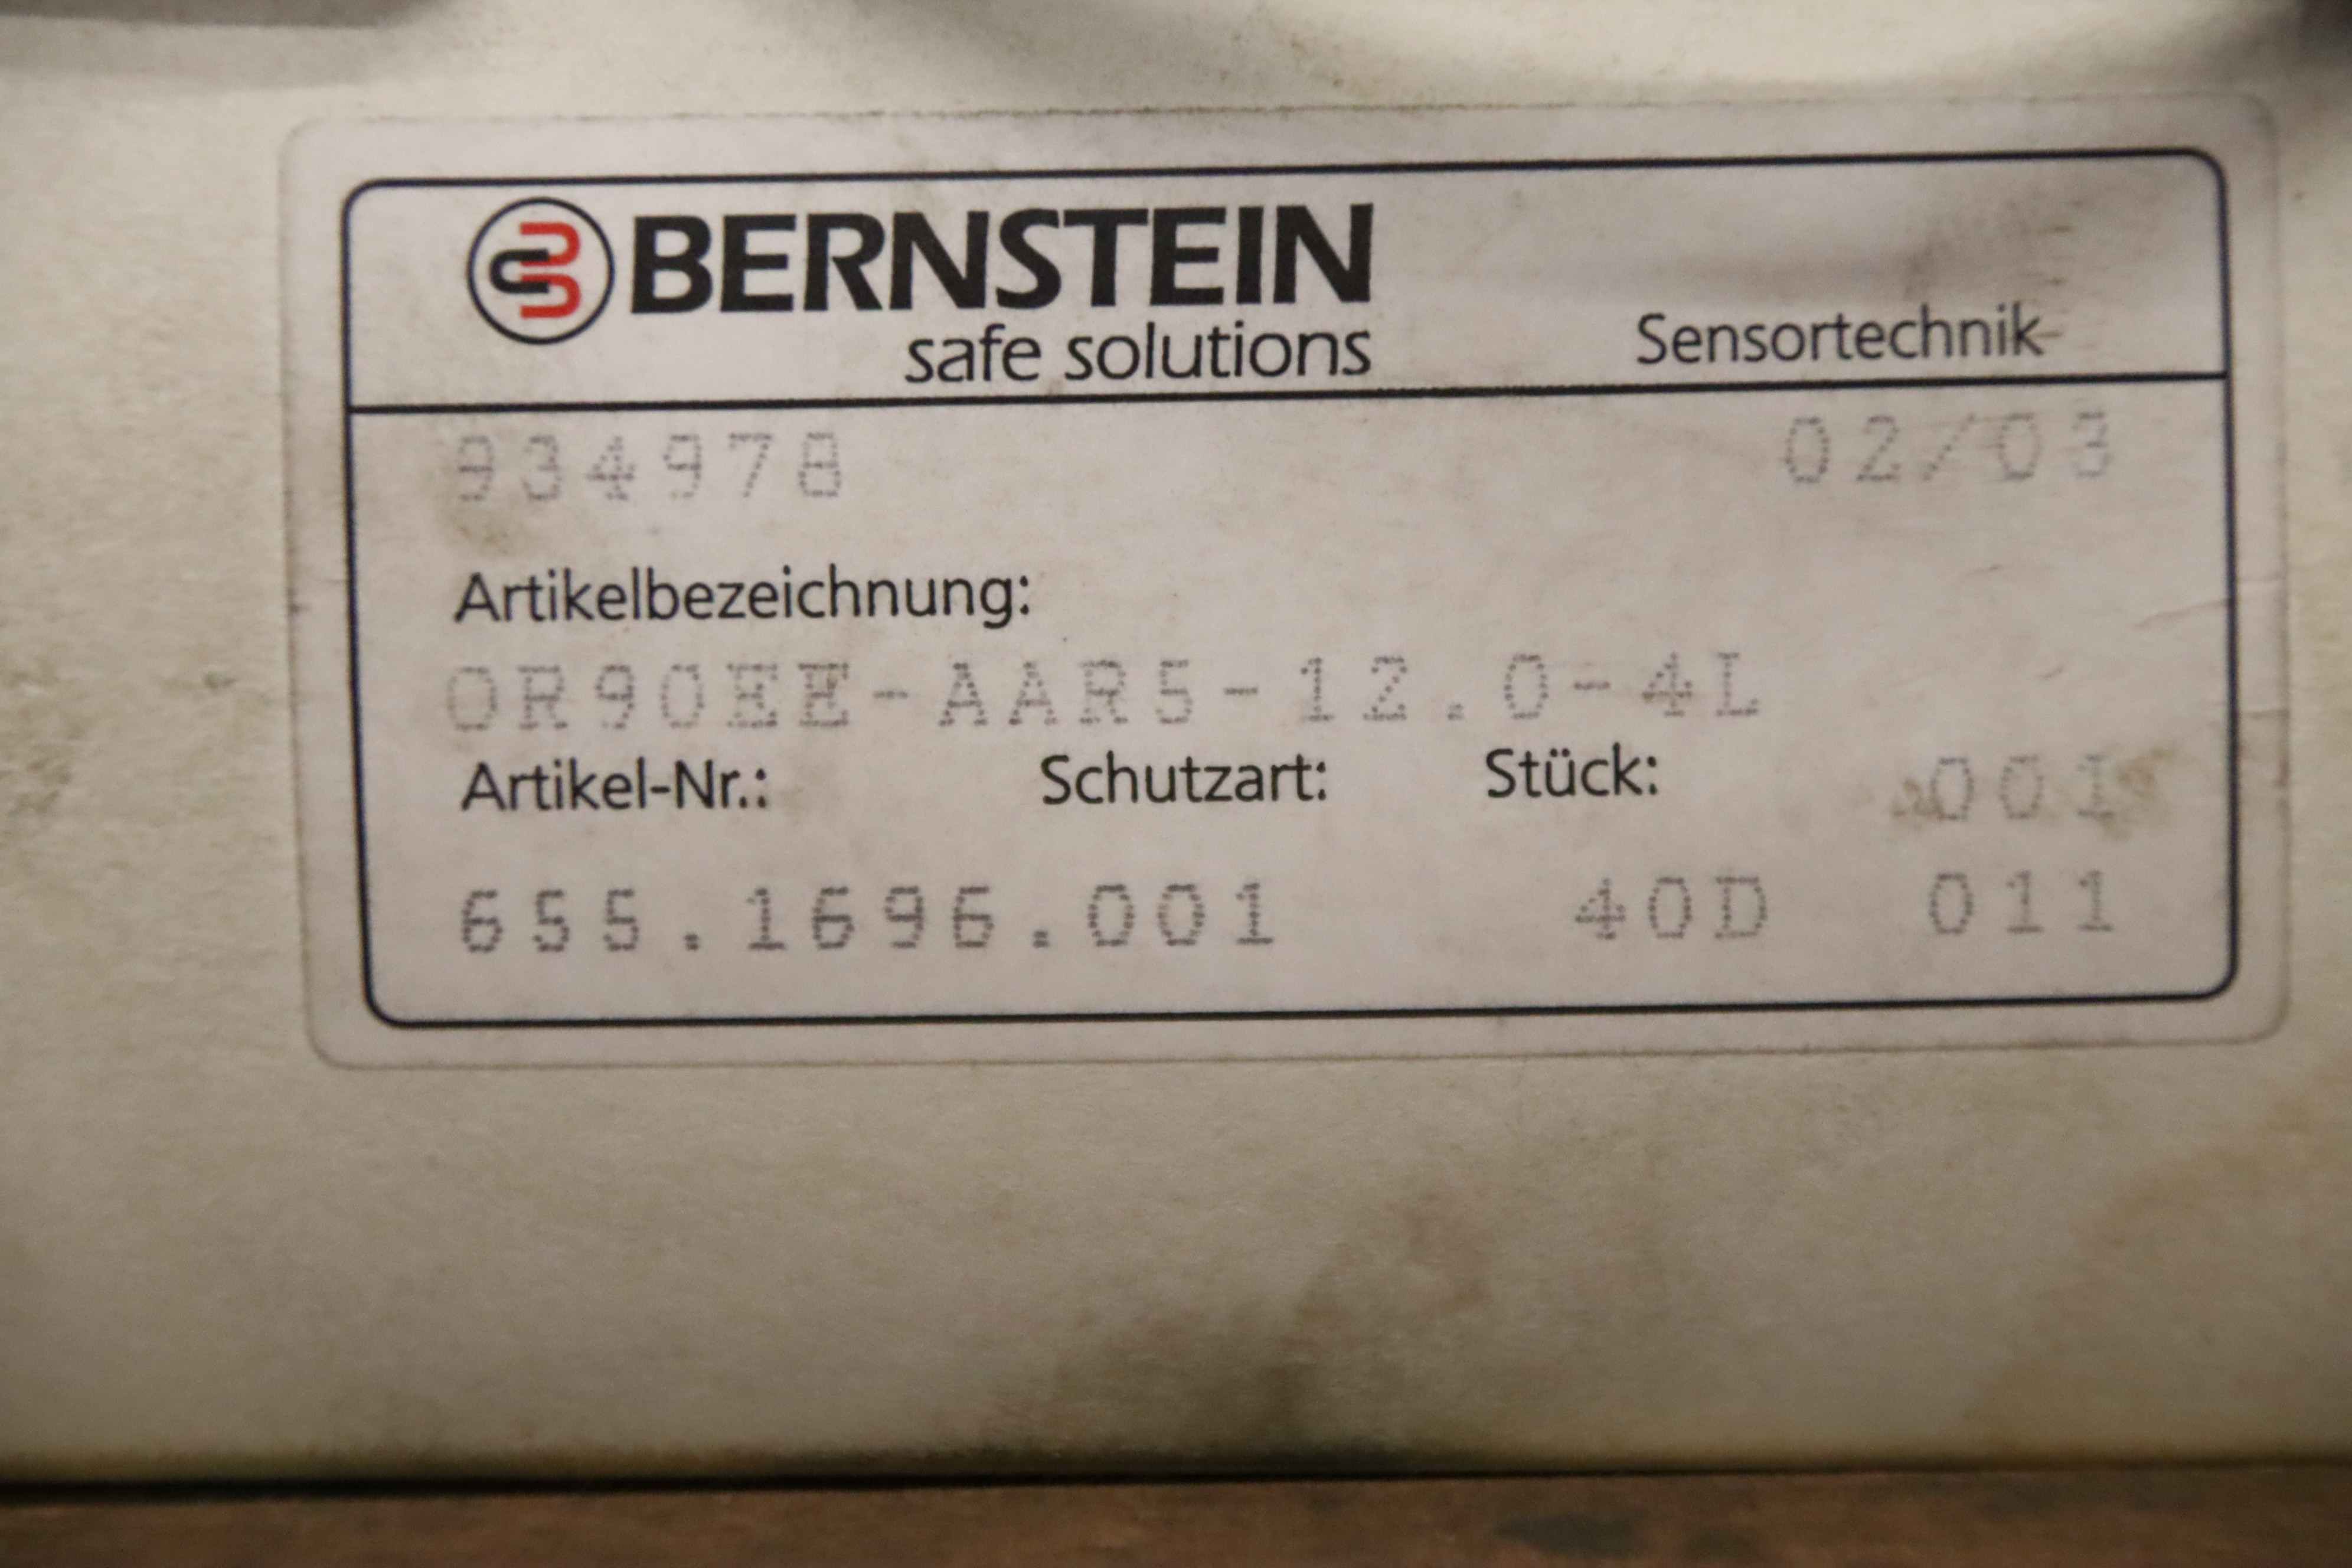 BERNSTEIN
safe solutions Sensortechnik
934978 02/03
Artikelbezeichnung:
OR90EE-AAR5-12.0-4L
Artikel-Nr.: Schutzart: Stück: 001
655.1696.001 40D 011